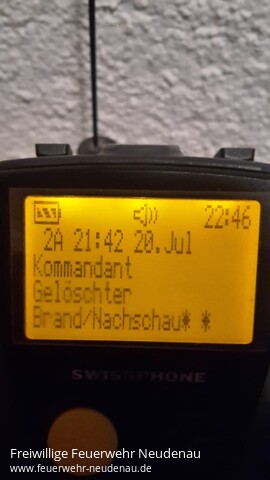 22:46
2A 21:42 20.Jul
Kommandant
Gelöschter
Brand/Nachschau* *
SWISSPHONE
Freiwillige Feuerwehr Neudenau
www.feuerwehr-neudenau.de